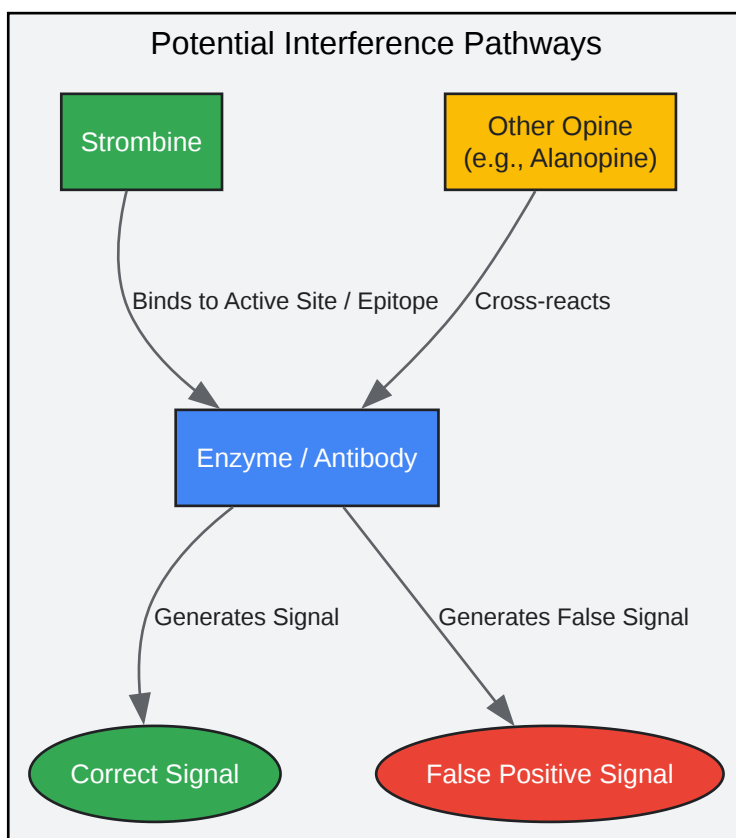 Potential Interference Pathways
Strombine
Other Opine
(e.g., Alanopine)
Binds to Active Site / Epitope
Cross-reacts
Enzyme / Antibody
Generates Signal
Generates False Signal
Correct Signal
False Positive Signal